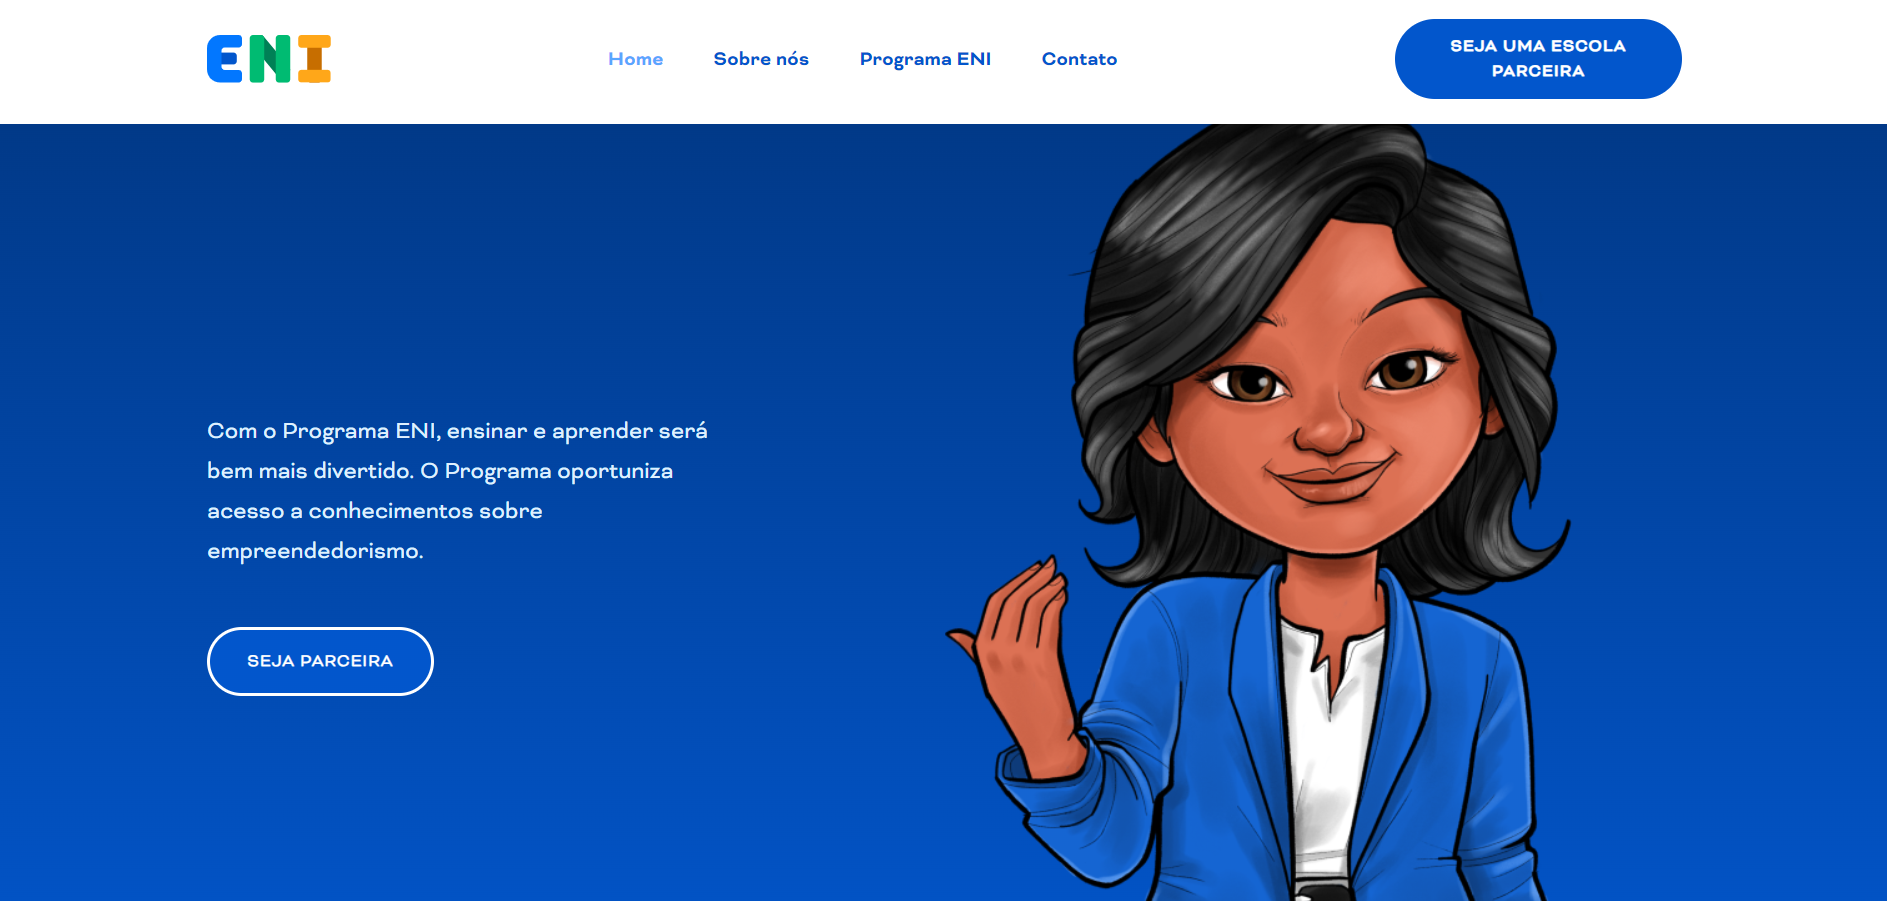 ENI
Home
Sobre nós
Programa ENI
Contato
SEJA UMA ESCOLA
PARCEIRA
Com o Programa ENI, ensinar e aprender será
bem mais divertido. O Programa oportuniza
acesso a conhecimentos sobre
empreendedorismo.
SEJA PARCEIRA